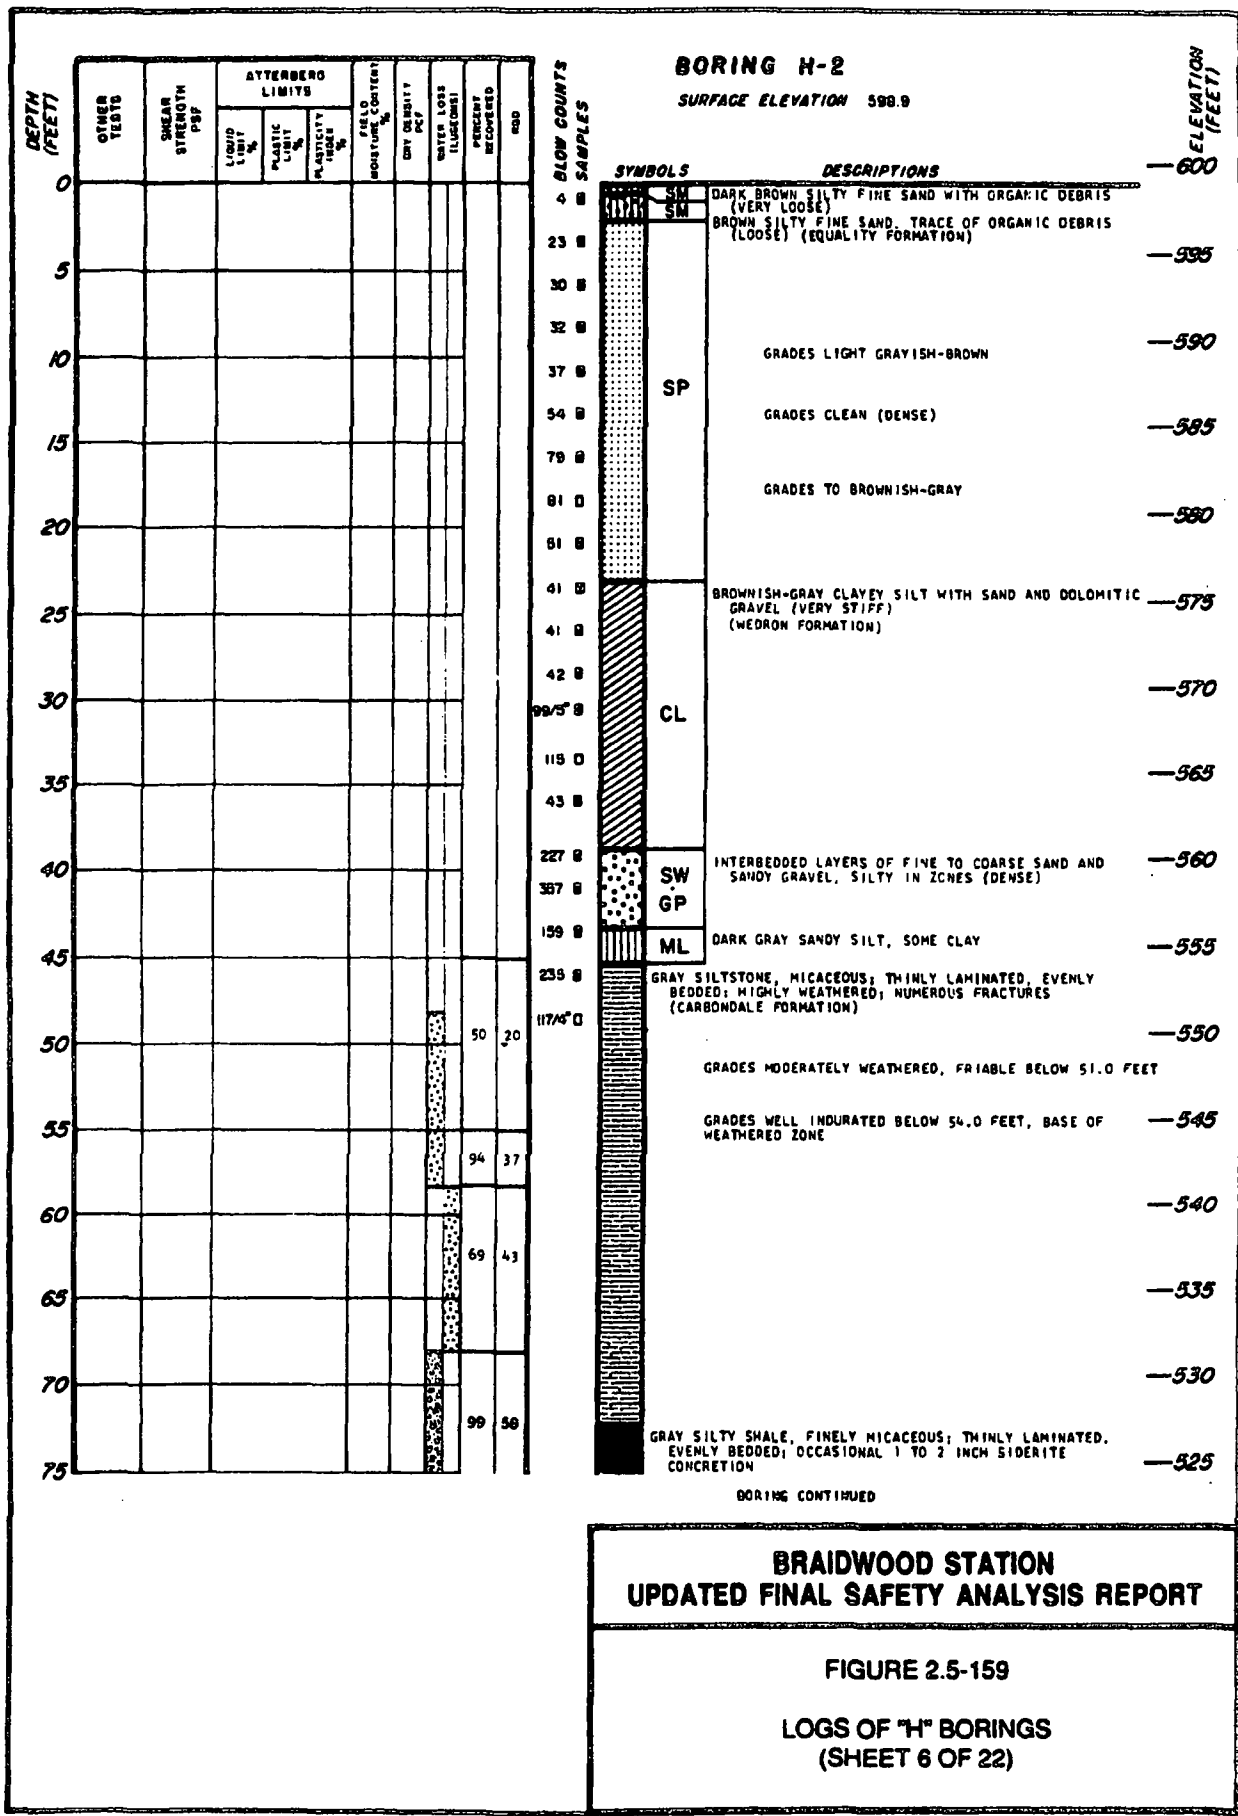 BORING H-2
SURFACE ELEVATION 598.9
DEPTH (FEET)
OTHER TESTS
SHEAR STRENGTH PSF
ATTERBERG LIMITS
LIQUID LIMIT %
PLASTIC LIMIT %
PLASTICITY INDEX %
FIELD MOISTURE CONTENT %
DRY DENSITY PCF
WATER LOSS (LUGEONS)
PERCENT RECOVERED
RQD
BLOW COUNTS
SAMPLES
SYMBOLS
DESCRIPTIONS
ELEVATION (FEET)
0
5
10
15
20
25
30
35
40
45
50
55
60
65
70
75
50 20
94 37
69 43
99 58
4
23
30
32
37
54
79
81
51
41
41
42
99/5"
115
43
227
387
159
235
117/4"
SM
SM
SP
CL
SW
GP
ML
DARK BROWN SILTY FINE SAND WITH ORGANIC DEBRIS
(VERY LOOSE)
BROWN SILTY FINE SAND, TRACE OF ORGANIC DEBRIS
(LOOSE) (EQUALITY FORMATION)
GRADES LIGHT GRAYISH-BROWN
GRADES CLEAN (DENSE)
GRADES TO BROWNISH-GRAY
BROWNISH-GRAY CLAYEY SILT WITH SAND AND DOLOMITIC
GRAVEL (VERY STIFF)
(WEDRON FORMATION)
INTERBEDDED LAYERS OF FINE TO COARSE SAND AND
SANDY GRAVEL, SILTY IN ZONES (DENSE)
DARK GRAY SANDY SILT, SOME CLAY
GRAY SILTSTONE, MICACEOUS; THINLY LAMINATED, EVENLY
BEDDED; HIGHLY WEATHERED; NUMEROUS FRACTURES
(CARBONDALE FORMATION)
GRADES MODERATELY WEATHERED, FRIABLE BELOW 51.0 FEET
GRADES WELL INDURATED BELOW 54.0 FEET, BASE OF
WEATHERED ZONE
GRAY SILTY SHALE, FINELY MICACEOUS; THINLY LAMINATED,
EVENLY BEDDED; OCCASIONAL 1 TO 2 INCH SIDERITE
CONCRETION
BORING CONTINUED
600
595
590
585
580
575
570
565
560
555
550
545
540
535
530
525
BRAIDWOOD STATION
UPDATED FINAL SAFETY ANALYSIS REPORT
FIGURE 2.5-159
LOGS OF "H" BORINGS
(SHEET 6 OF 22)